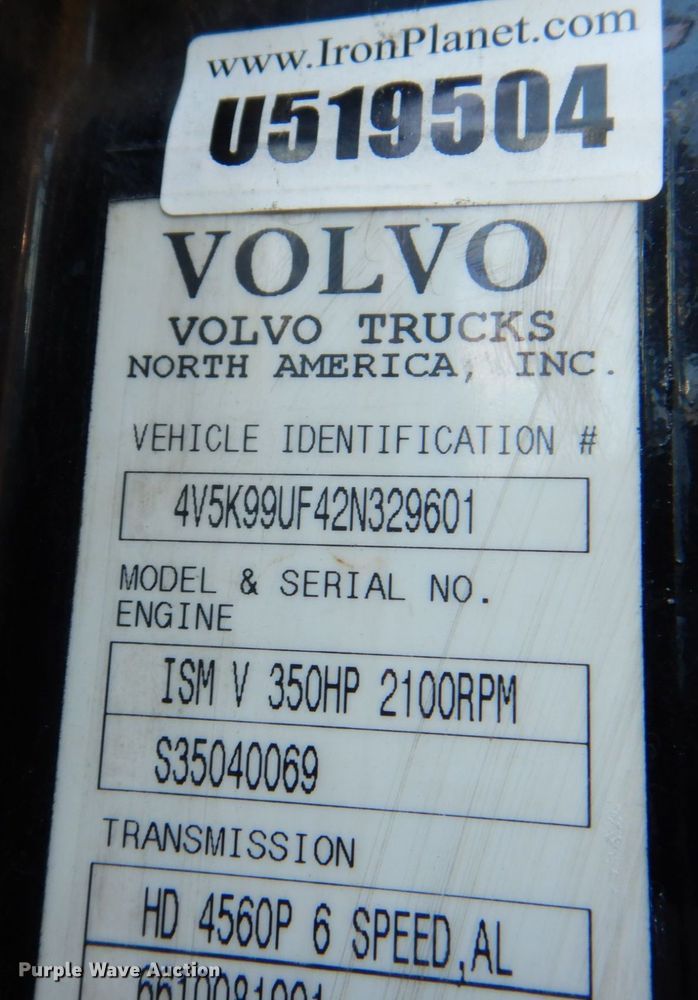 www.IronPlanet.com
U519504
VOLVO
VOLVO TRUCKS
NORTH AMERICA, INC.
VEHICLE IDENTIFICATION #
4V5K99UF42N329601
MODEL & SERIAL NO.
ENGINE
ISM V 350HP 2100RPM
S35040069
TRANSMISSION
HD 4560P 6 SPEED,AL
6610081001
Purple Wave Auction